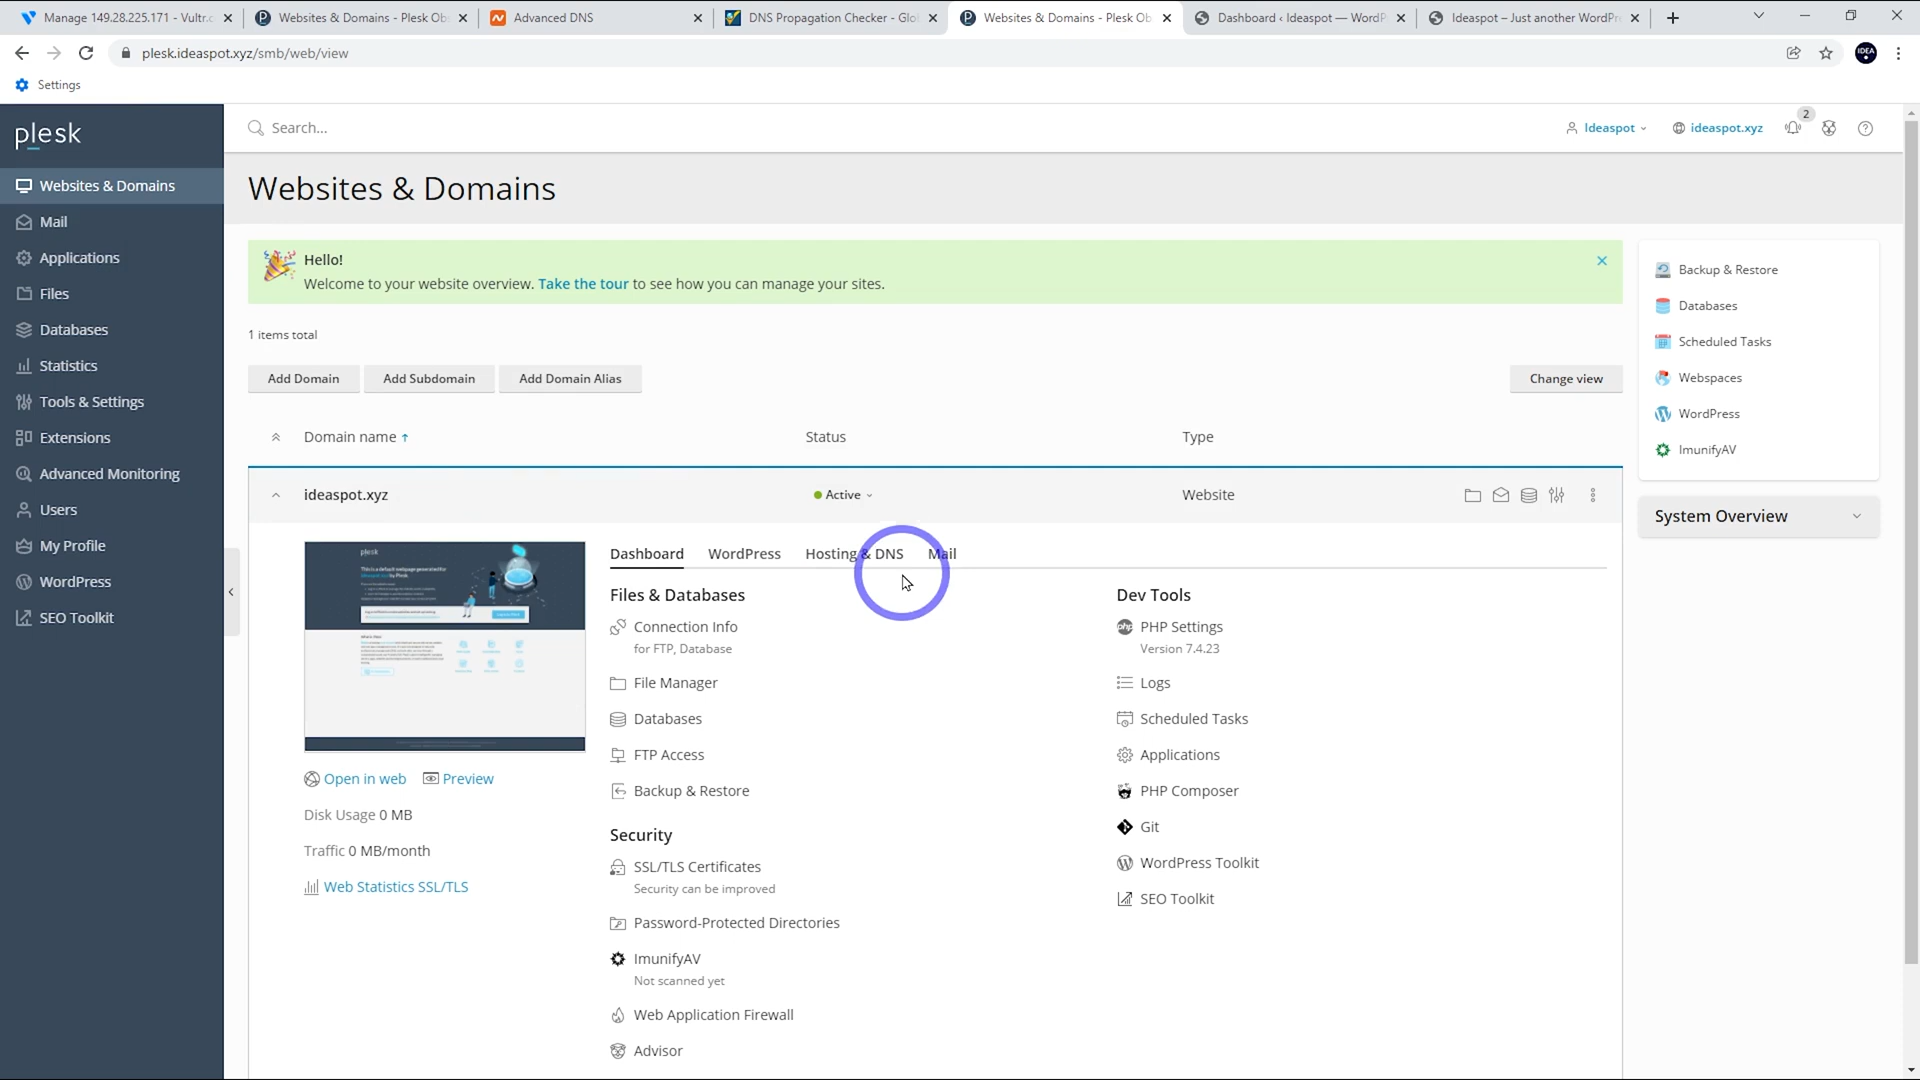 Manage 149.28.225.171 - Vultr.c
Websites & Domains - Plesk Ob
Advanced DNS
DNS Propagation Checker - Glo
Websites & Domains - Plesk Ob
Dashboard ‹ Ideaspot — WordP
Ideaspot – Just another WordPr
plesk.ideaspot.xyz/smb/web/view
IDEA
Settings
plesk
Search...
2
Ideaspot
ideaspot.xyz
Websites & Domains
Mail
Applications
Files
Databases
Statistics
Tools & Settings
Extensions
Advanced Monitoring
Users
My Profile
WordPress
SEO Toolkit
Websites & Domains
Hello!
Welcome to your website overview. Take the tour to see how you can manage your sites.
1 items total
Add Domain
Add Subdomain
Add Domain Alias
Change view
Domain name ↑
Status
Type
ideaspot.xyz
Active
Website
plesk
Open in web
Preview
Disk Usage 0 MB
Traffic 0 MB/month
Web Statistics SSL/TLS
Dashboard
WordPress
Hosting & DNS
Mail
Files & Databases
Connection Info
for FTP, Database
File Manager
Databases
FTP Access
Backup & Restore
Security
SSL/TLS Certificates
Security can be improved
Password-Protected Directories
ImunifyAV
Not scanned yet
Web Application Firewall
Advisor
Dev Tools
php
PHP Settings
Version 7.4.23
Logs
Scheduled Tasks
Applications
PHP Composer
Git
WordPress Toolkit
SEO Toolkit
Backup & Restore
Databases
Scheduled Tasks
Webspaces
WordPress
ImunifyAV
System Overview